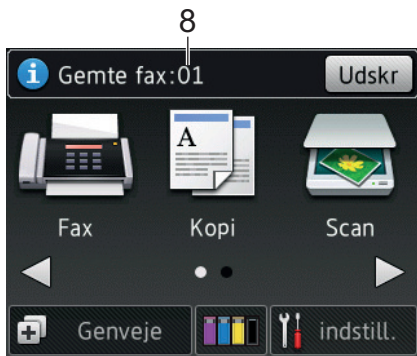 8
Gemte fax:01 Udskr
Fax Kopi Scan
Genveje indstill.